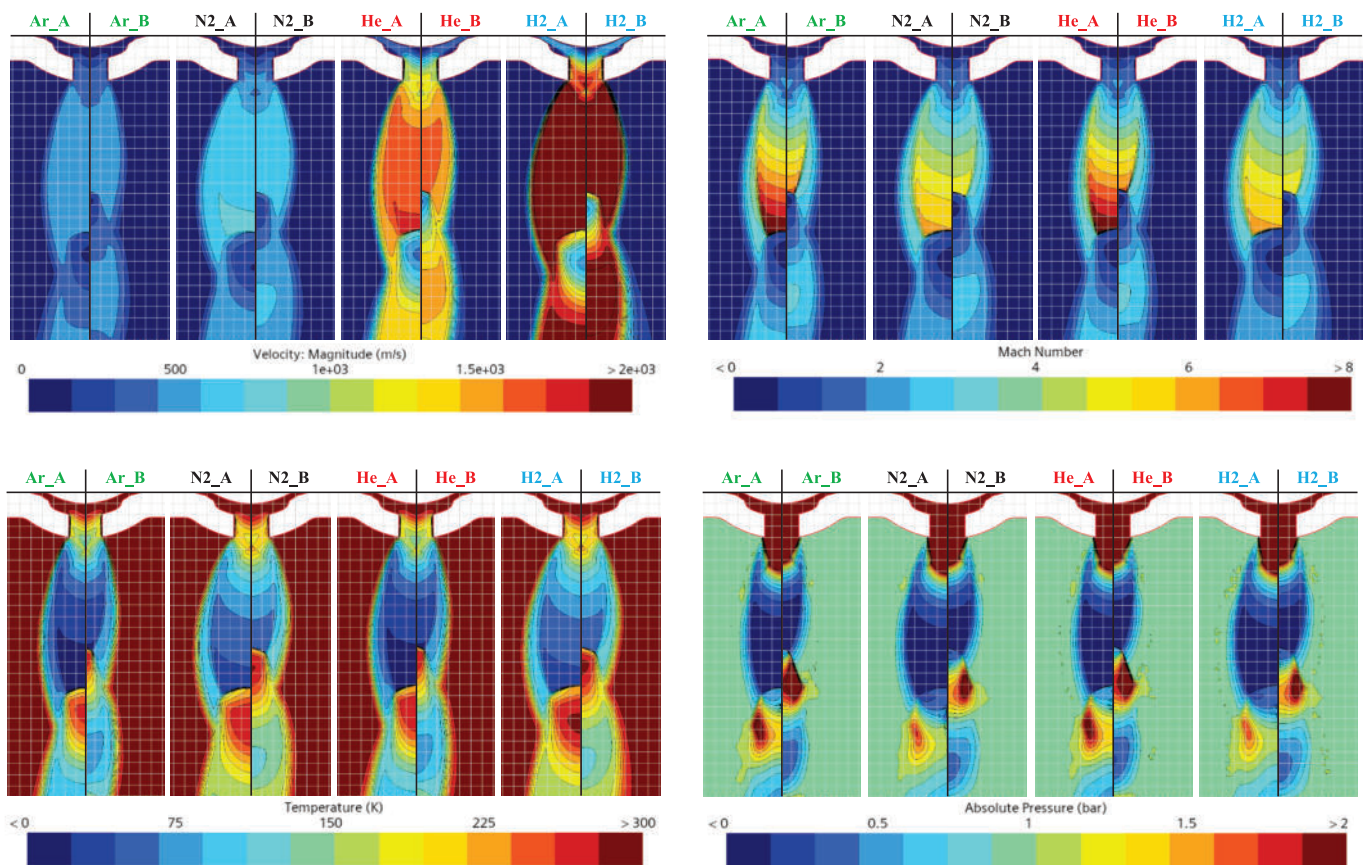 Ar_A Ar_B N2_A N2_B He_A He_B H2_A H2_B
0 500 1e+03 1.5e+03 > 2e+03
Velocity: Magnitude (m/s)
Ar_A Ar_B N2_A N2_B He_A He_B H2_A H2_B
Mach Number
< 0 2 4 6 > 8
Ar_A Ar_B N2_A N2_B He_A He_B H2_A H2_B
Temperature (K)
< 0 75 150 225 > 300
Ar_A Ar_B N2_A N2_B He_A He_B H2_A H2_B
Absolute Pressure (bar)
< 0 0.5 1 1.5 > 2